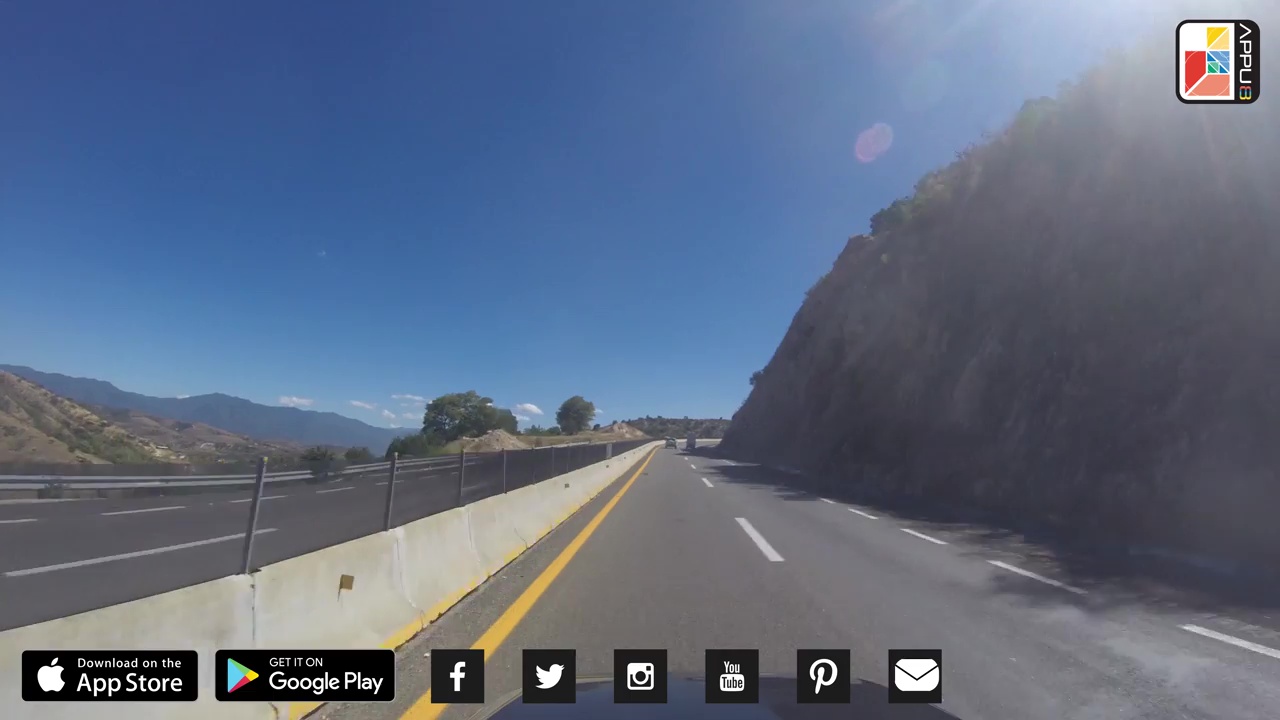 APPU8
Download on the
App Store
GET IT ON
Google Play
You
Tube